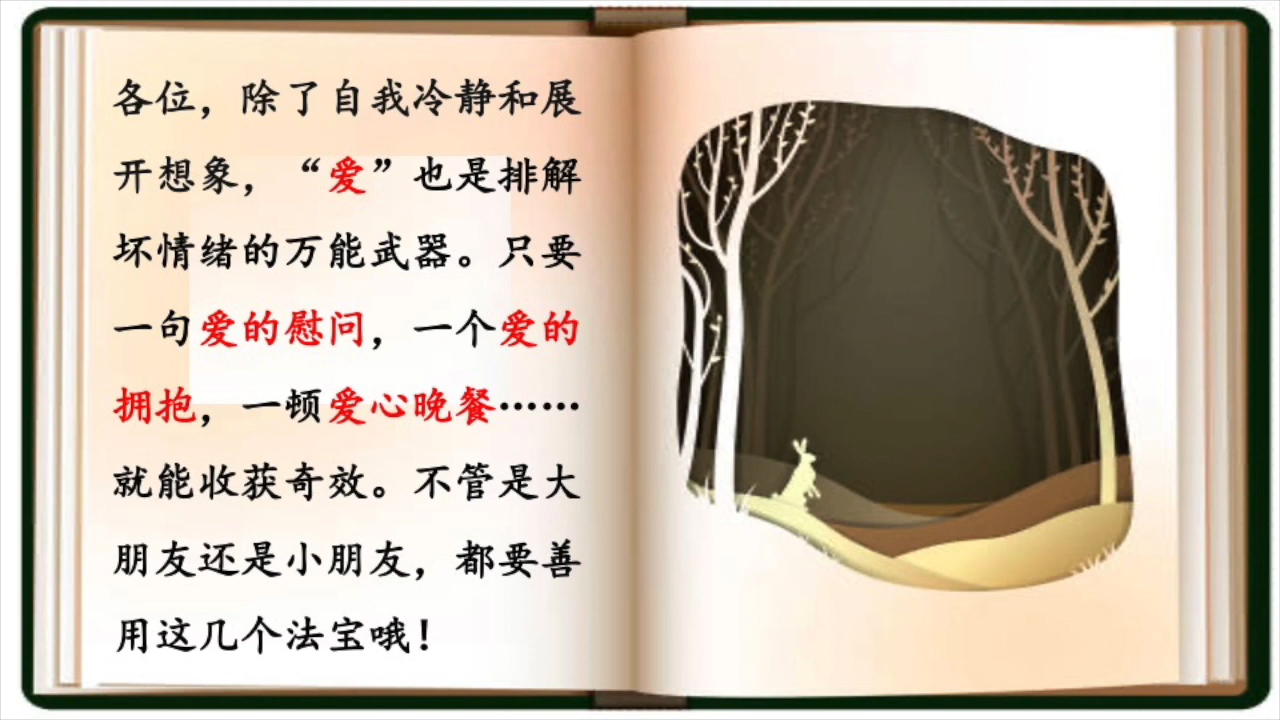 各位，除了自我冷静和展
开想象，“爱”也是排解
坏情绪的万能武器。只要
一句爱的慰问，一个爱的
拥抱，一顿爱心晚餐……
就能收获奇效。不管是大
朋友还是小朋友，都要善
用这几个法宝哦！